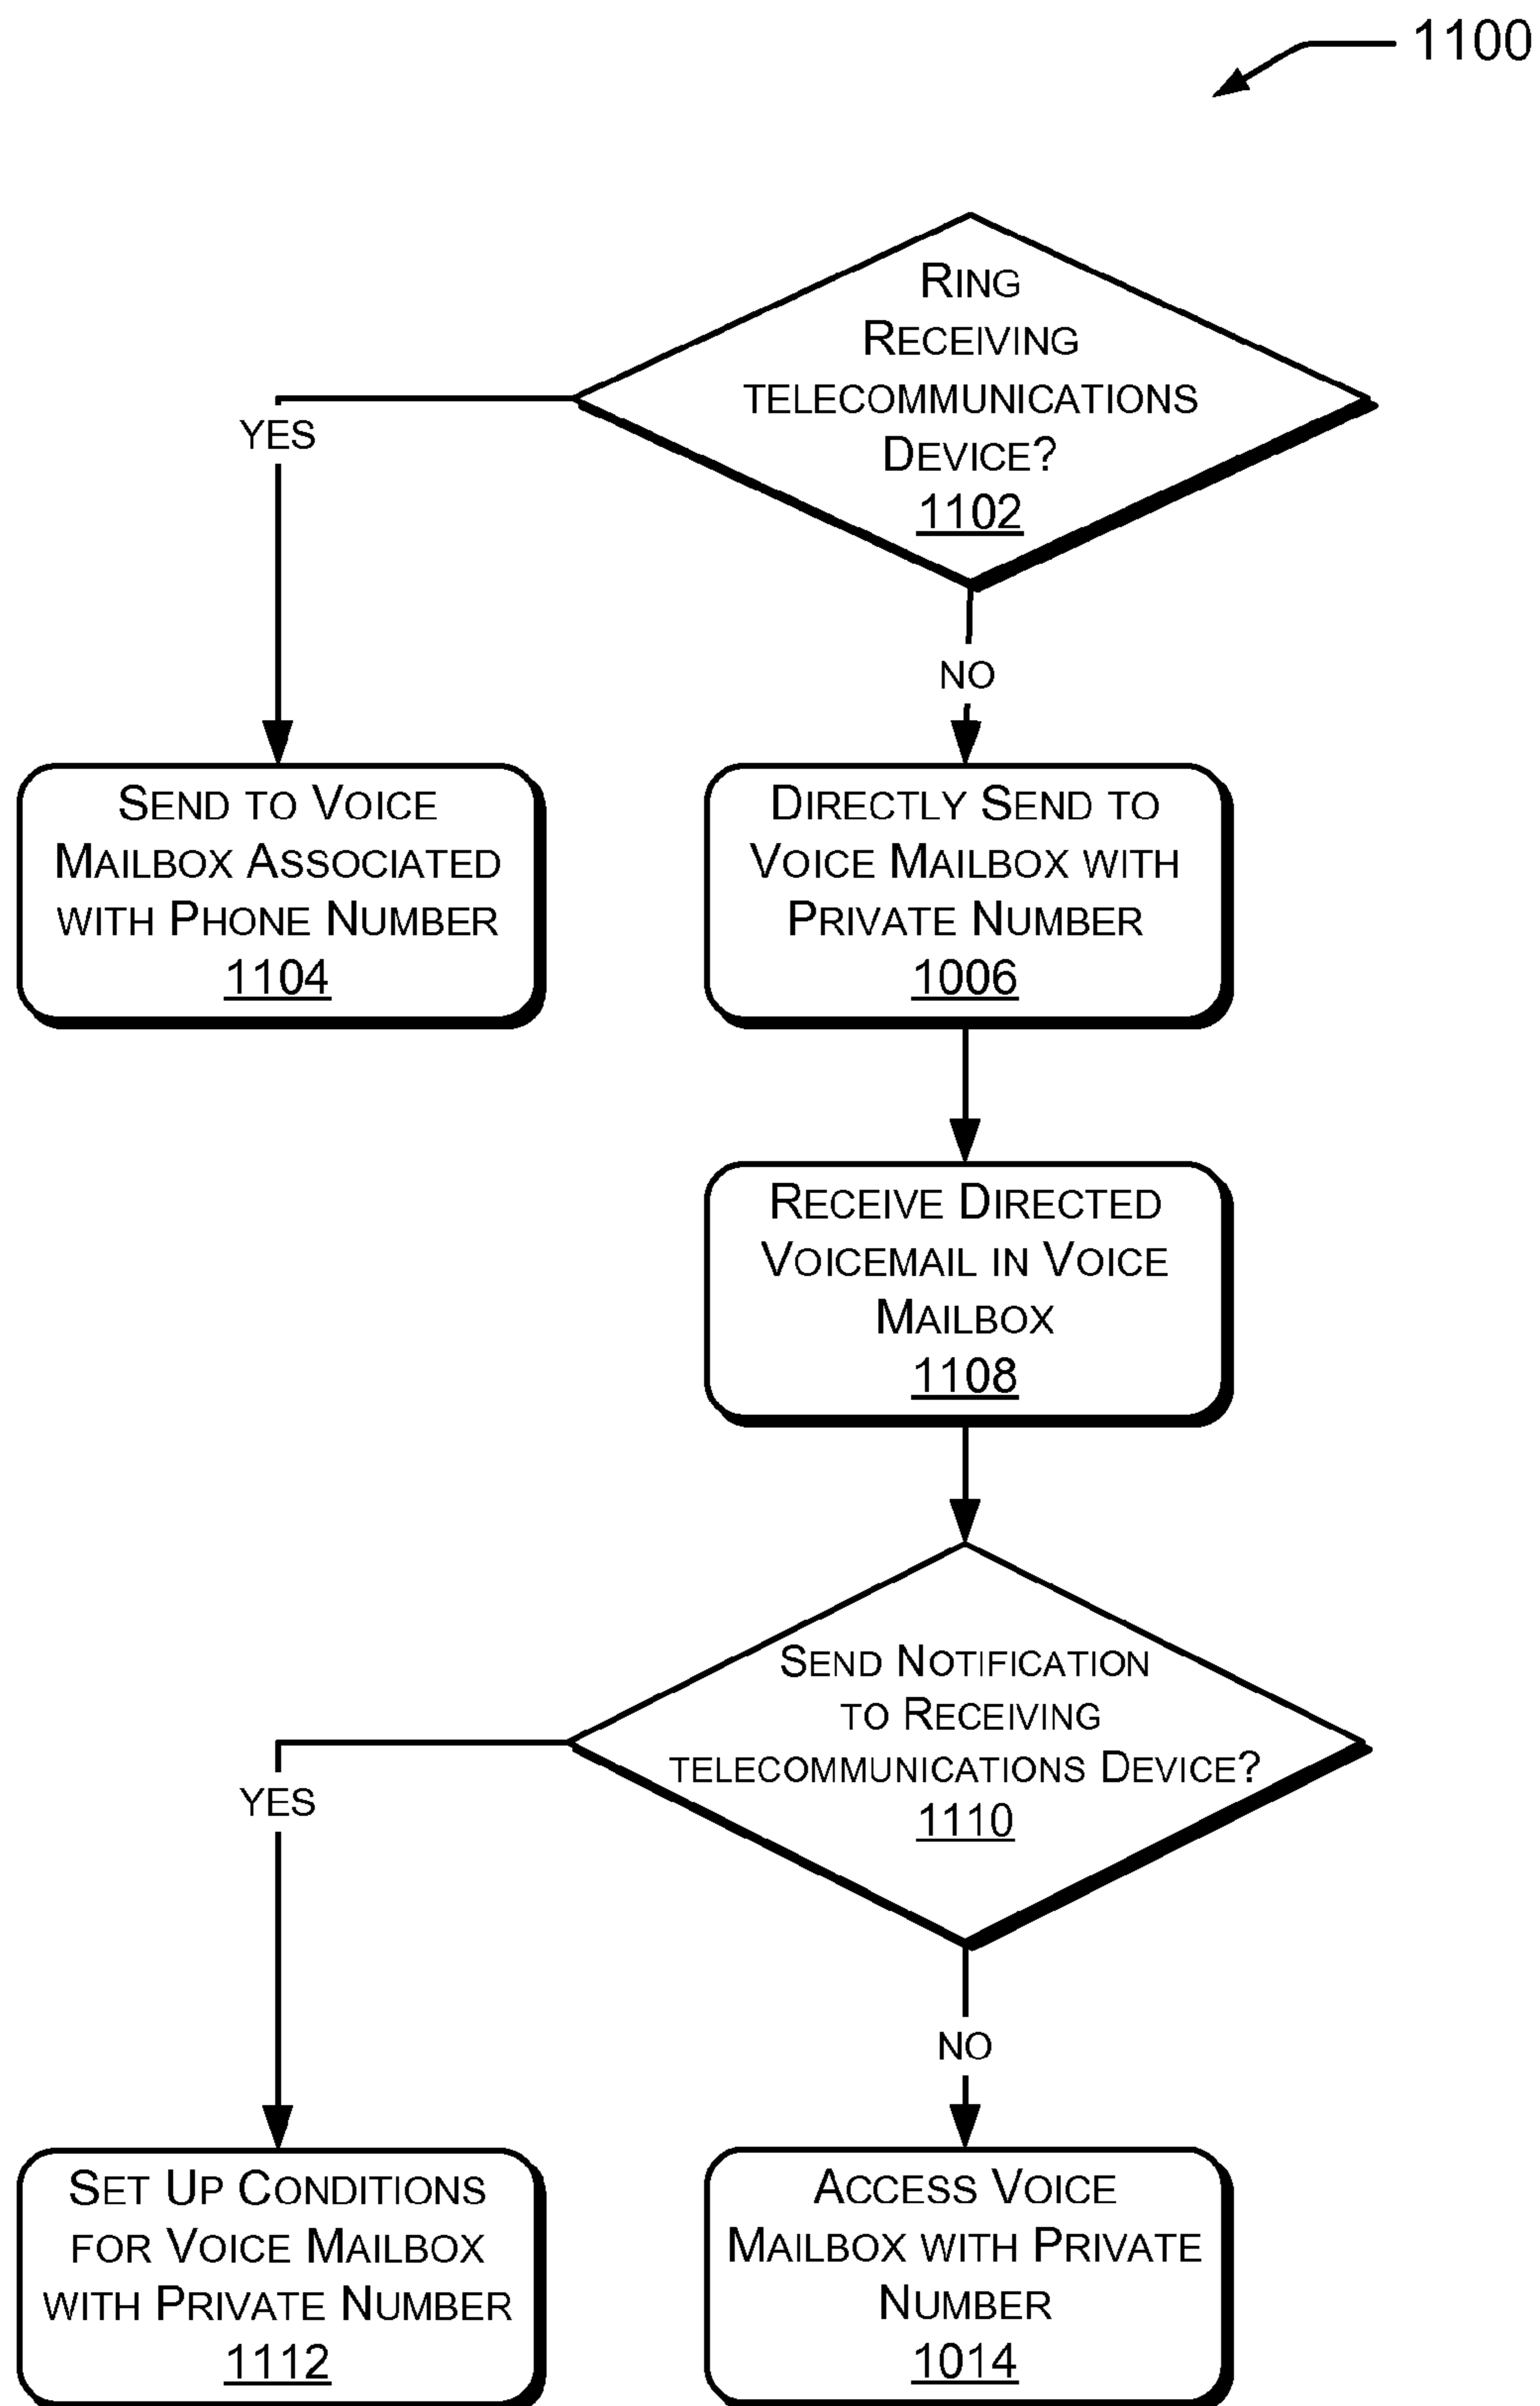 1100
RING
RECEIVING
TELECOMMUNICATIONS
DEVICE?
1102
YES
NO
SEND TO VOICE
MAILBOX ASSOCIATED
WITH PHONE NUMBER
1104
DIRECTLY SEND TO
VOICE MAILBOX WITH
PRIVATE NUMBER
1006
RECEIVE DIRECTED
VOICEMAIL IN VOICE
MAILBOX
1108
SEND NOTIFICATION
TO RECEIVING
TELECOMMUNICATIONS DEVICE?
1110
YES
NO
SET UP CONDITIONS
FOR VOICE MAILBOX
WITH PRIVATE NUMBER
1112
ACCESS VOICE
MAILBOX WITH PRIVATE
NUMBER
1014